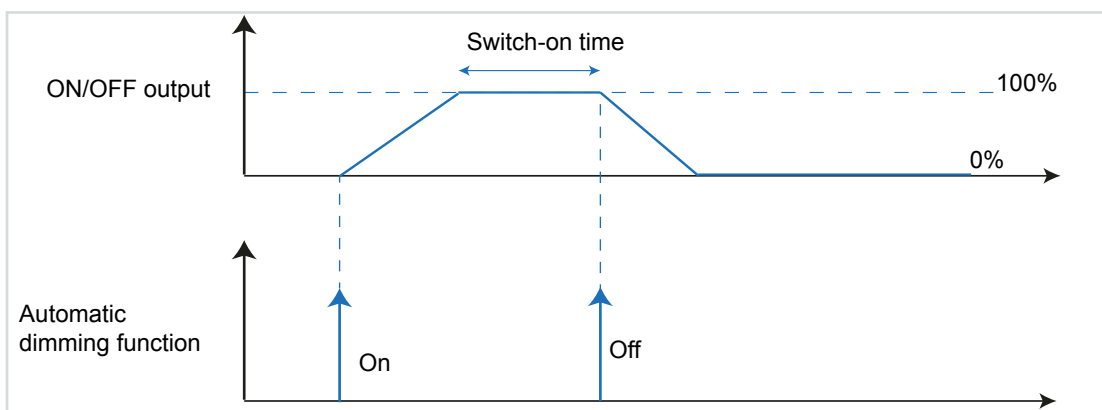 Switch-on time
ON/OFF output
100%
0%
Automatic
dimming function
On
Off